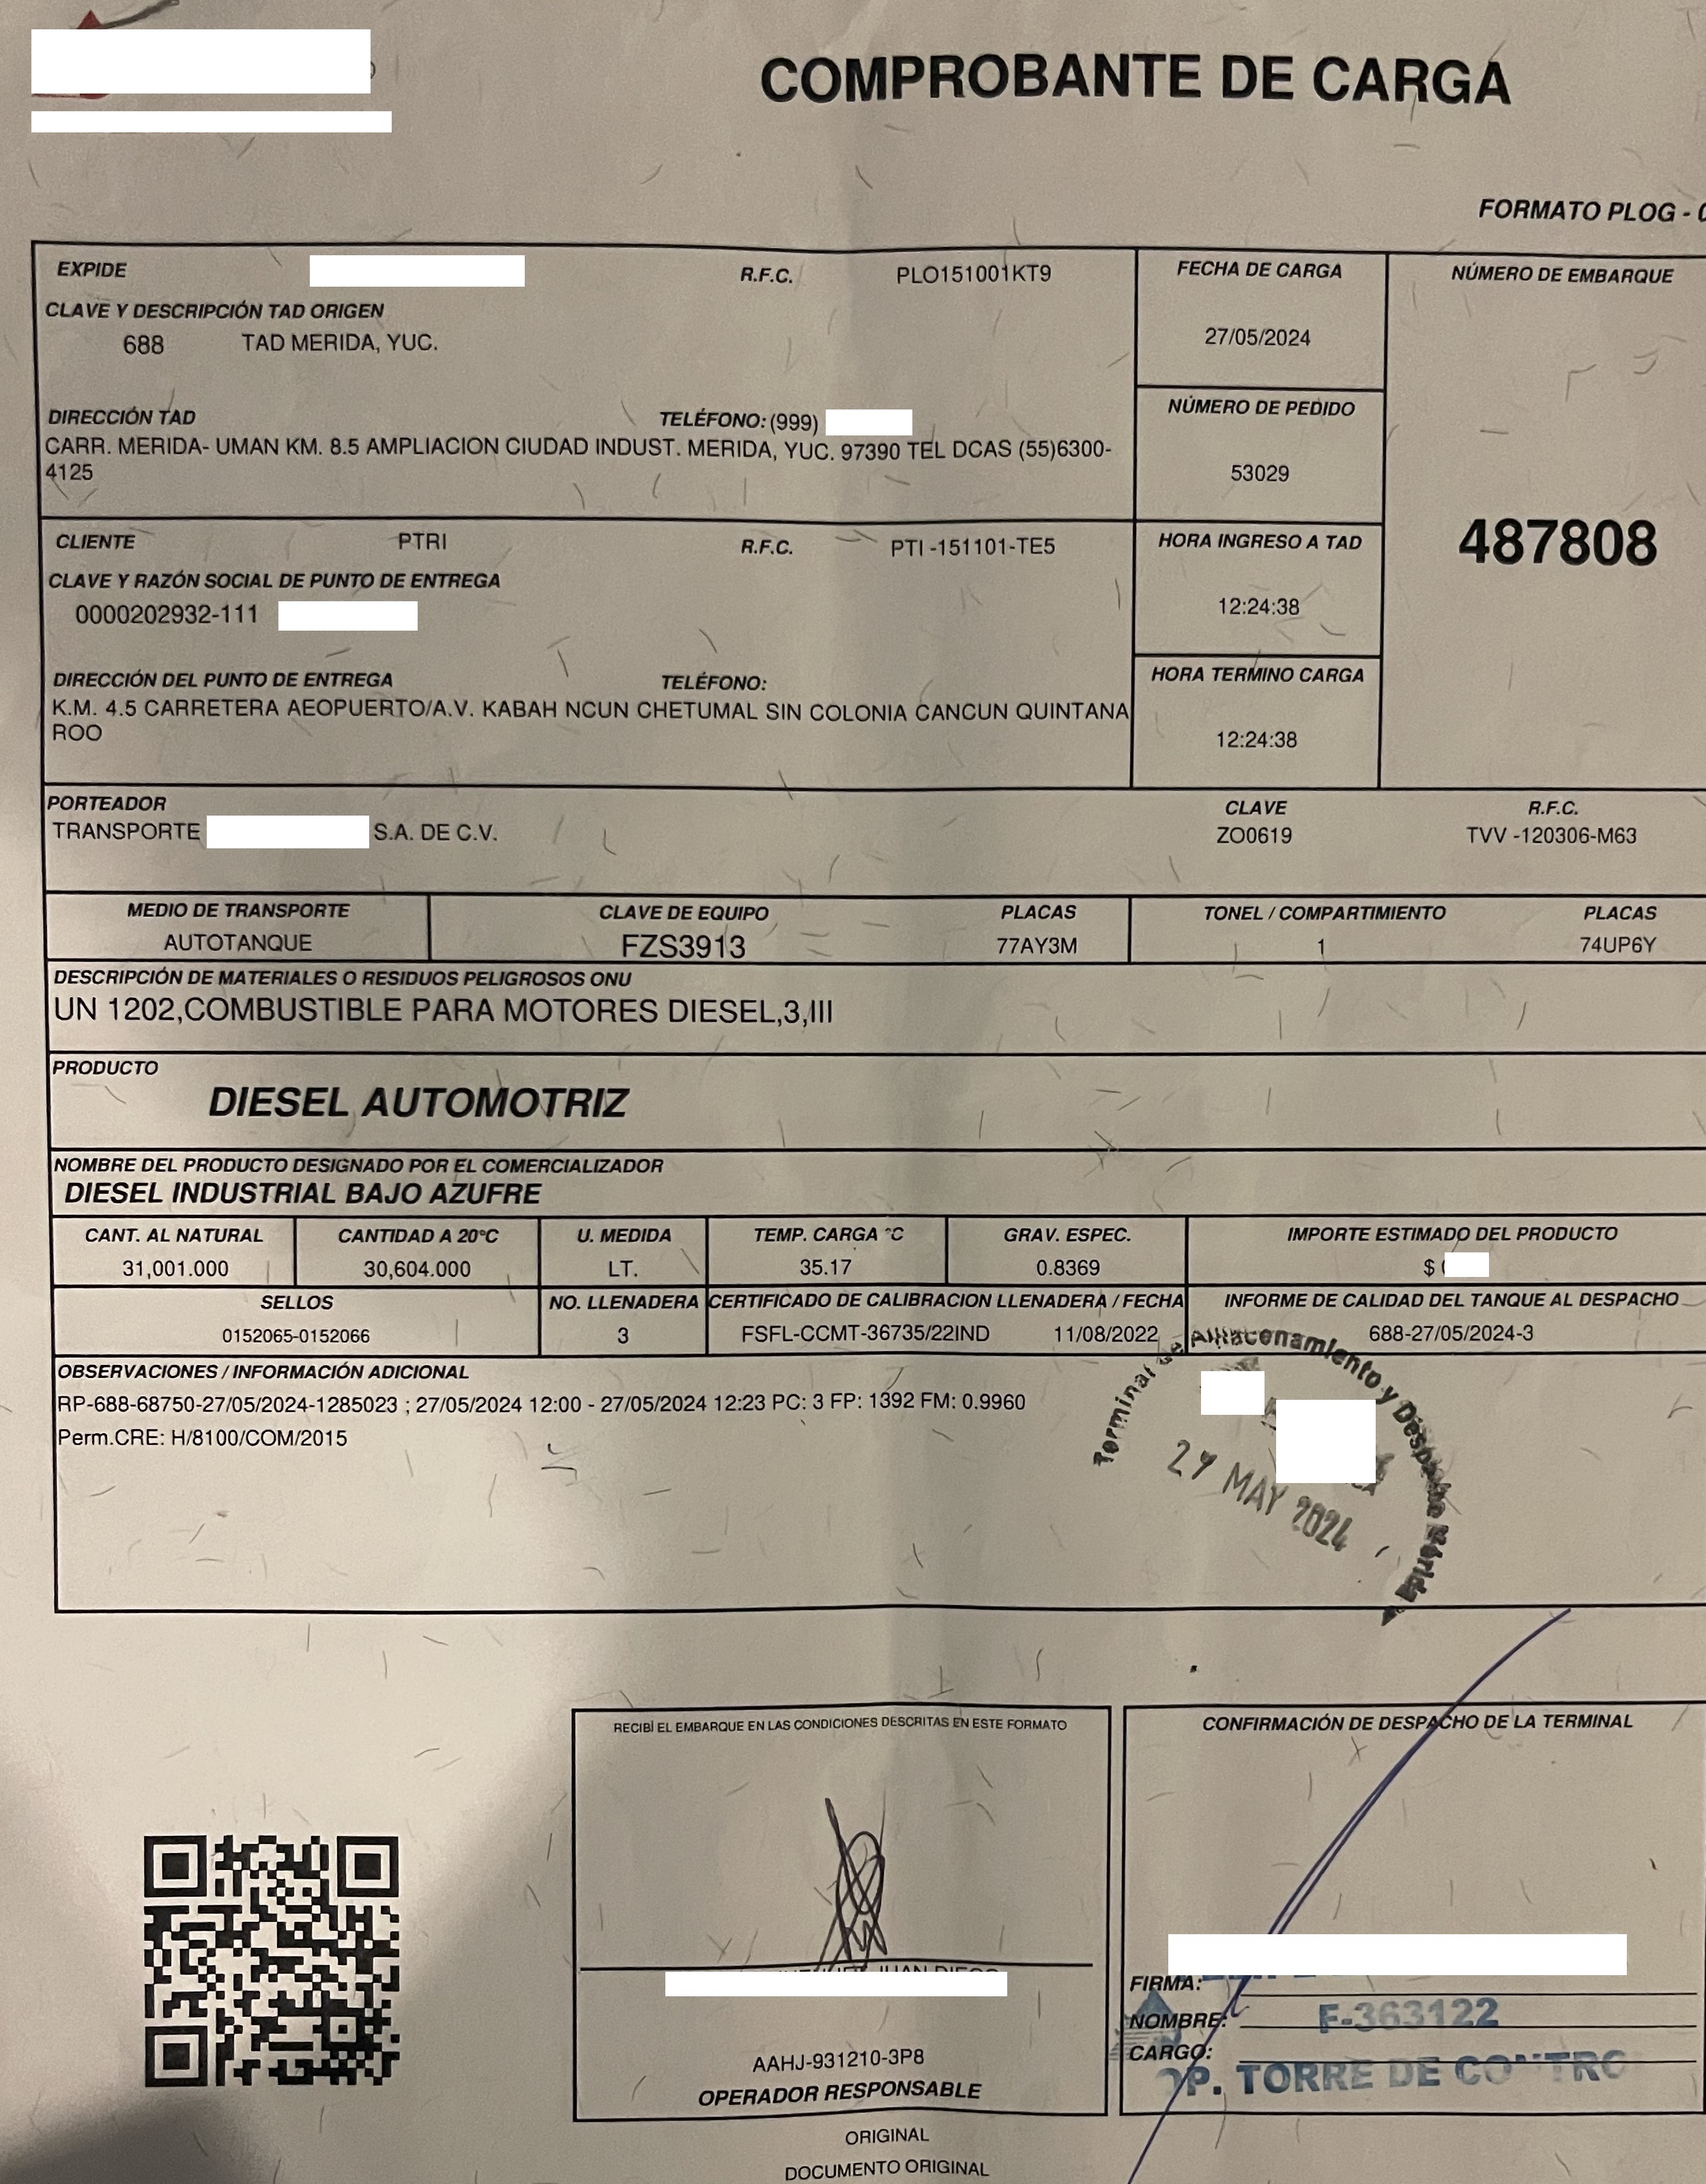 COMPROBANTE DE CARGA
FORMATO PLOG - 0
EXPIDE R.F.C. PLO151001KT9
CLAVE Y DESCRIPCIÓN TAD ORIGEN
688 TAD MERIDA, YUC.
DIRECCIÓN TAD TELÉFONO: (999)
CARR. MERIDA- UMAN KM. 8.5 AMPLIACION CIUDAD INDUST. MERIDA, YUC. 97390 TEL DCAS (55)6300-
4125
FECHA DE CARGA
27/05/2024
NÚMERO DE PEDIDO
53029
NÚMERO DE EMBARQUE
487808
CLIENTE PTRI R.F.C. PTI -151101-TE5
CLAVE Y RAZÓN SOCIAL DE PUNTO DE ENTREGA
0000202932-111
DIRECCIÓN DEL PUNTO DE ENTREGA TELÉFONO:
K.M. 4.5 CARRETERA AEOPUERTO/A.V. KABAH NCUN CHETUMAL SIN COLONIA CANCUN QUINTANA
ROO
HORA INGRESO A TAD
12:24:38
HORA TERMINO CARGA
12:24:38
PORTEADOR CLAVE R.F.C.
TRANSPORTE S.A. DE C.V. ZO0619 TVV -120306-M63
MEDIO DE TRANSPORTE CLAVE DE EQUIPO PLACAS TONEL / COMPARTIMIENTO PLACAS
AUTOTANQUE FZS3913 77AY3M 1 74UP6Y
DESCRIPCIÓN DE MATERIALES O RESIDUOS PELIGROSOS ONU
UN 1202,COMBUSTIBLE PARA MOTORES DIESEL,3,III
PRODUCTO
DIESEL AUTOMOTRIZ
NOMBRE DEL PRODUCTO DESIGNADO POR EL COMERCIALIZADOR
DIESEL INDUSTRIAL BAJO AZUFRE
CANT. AL NATURAL CANTIDAD A 20°C U. MEDIDA TEMP. CARGA °C GRAV. ESPEC. IMPORTE ESTIMADO DEL PRODUCTO
31,001.000 30,604.000 LT. 35.17 0.8369 $
SELLOS NO. LLENADERA CERTIFICADO DE CALIBRACION LLENADERA / FECHA INFORME DE CALIDAD DEL TANQUE AL DESPACHO
0152065-0152066 3 FSFL-CCMT-36735/22IND 11/08/2022 688-27/05/2024-3
OBSERVACIONES / INFORMACIÓN ADICIONAL
RP-688-68750-27/05/2024-1285023 ; 27/05/2024 12:00 - 27/05/2024 12:23 PC: 3 FP: 1392 FM: 0.9960
Perm.CRE: H/8100/COM/2015
Terminal de Almacenamiento y Despacho Mérida
27 MAY 2024
RECIBÍ EL EMBARQUE EN LAS CONDICIONES DESCRITAS EN ESTE FORMATO
AAHJ-931210-3P8
OPERADOR RESPONSABLE
CONFIRMACIÓN DE DESPACHO DE LA TERMINAL
FIRMA:
NOMBRE: F-363122
CARGO:
OP. TORRE DE CONTRO
ORIGINAL
DOCUMENTO ORIGINAL